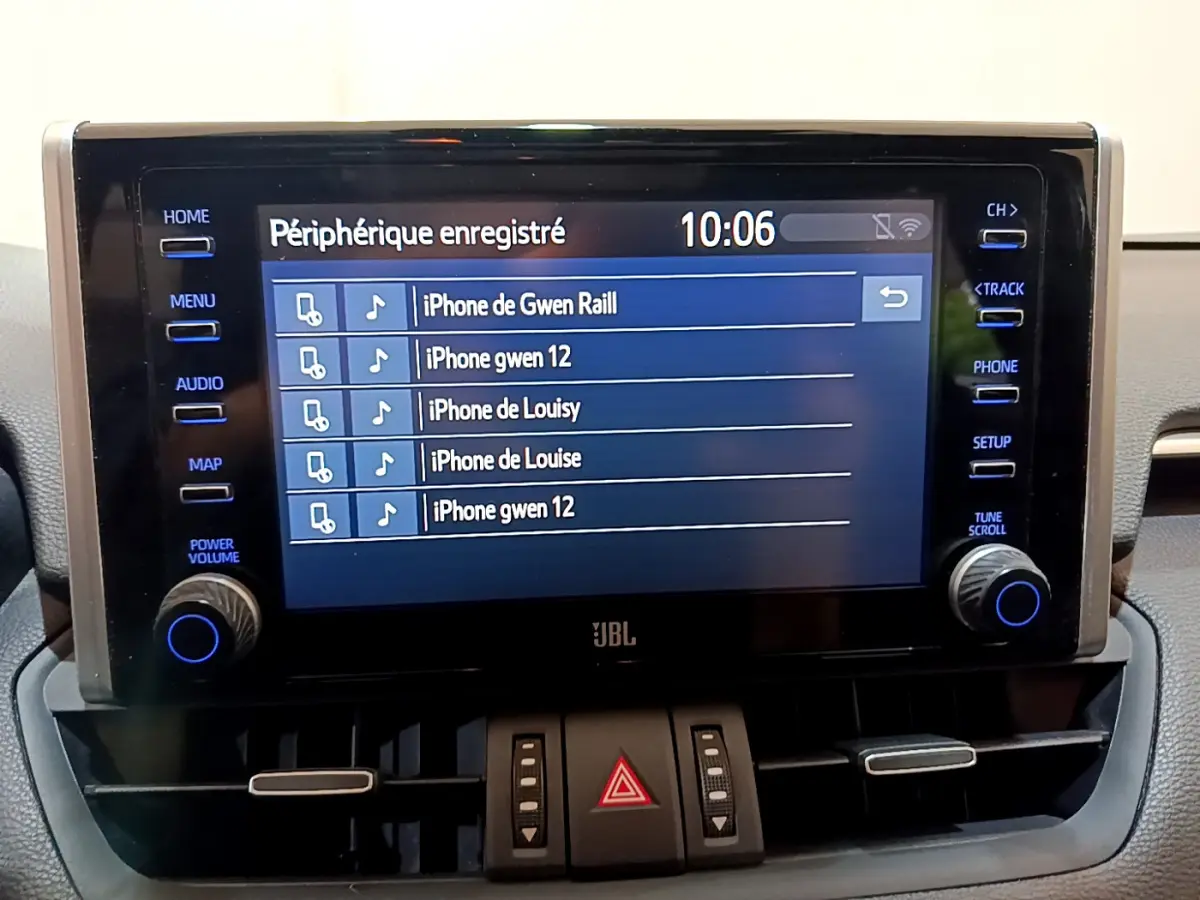 HOME
MENU
AUDIO
MAP
POWER
VOLUME
Périphérique enregistré 10:06
iPhone de Gwen Raill
iPhone gwen 12
iPhone de Louisy
iPhone de Louise
iPhone gwen 12
CH>
<TRACK
PHONE
SETUP
TUNE
SCROLL
JBL